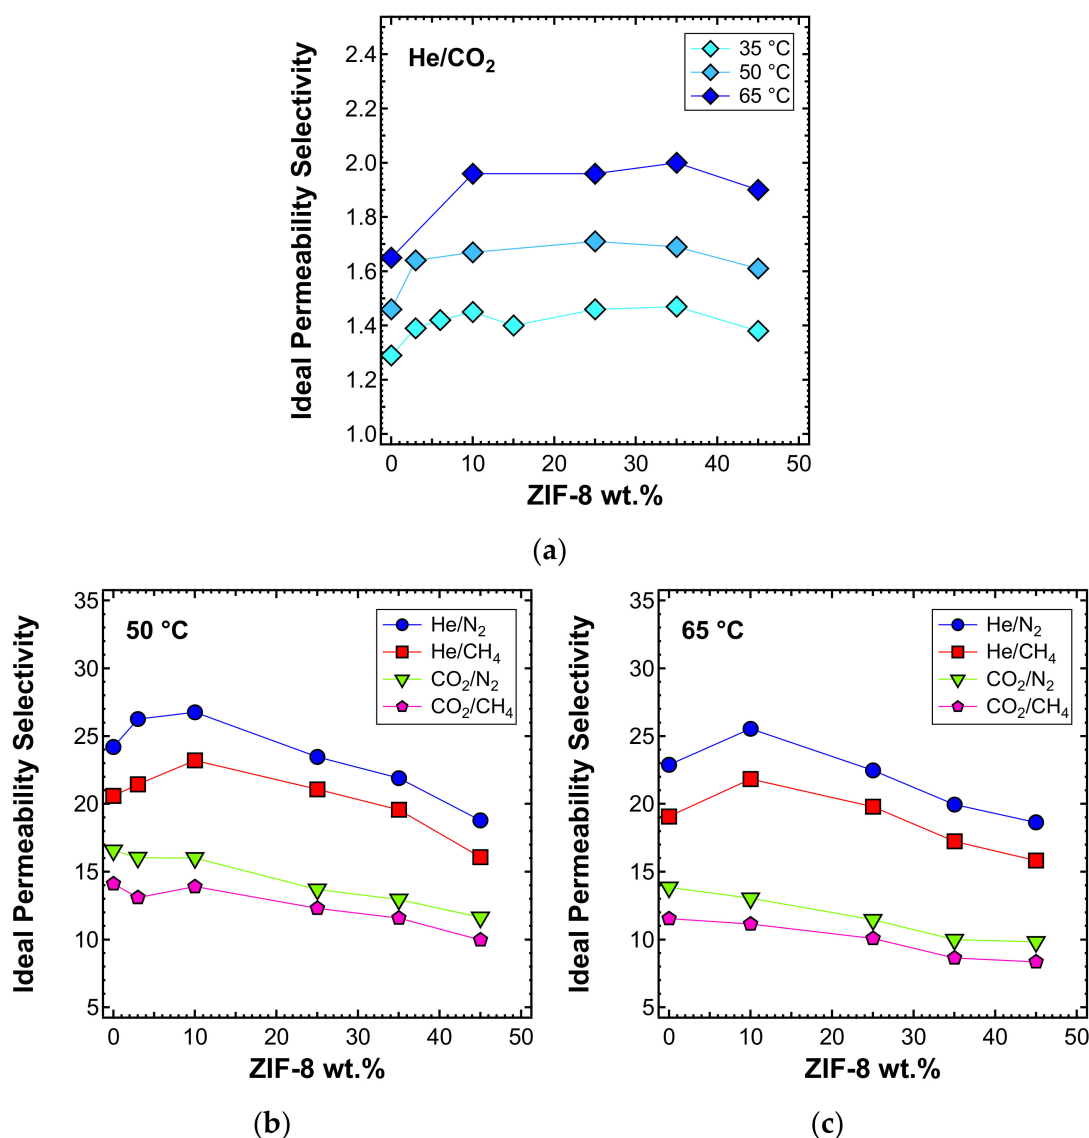 He/CO₂
35 °C
50 °C
65 °C
Ideal Permeability Selectivity
2.4
2.2
2.0
1.8
1.6
1.4
1.2
1.0
0 10 20 30 40 50
ZIF-8 wt.%
(a)
50 °C
He/N₂
He/CH₄
CO₂/N₂
CO₂/CH₄
Ideal Permeability Selectivity
35
30
25
20
15
10
5
0 10 20 30 40 50
ZIF-8 wt.%
(b)
65 °C
He/N₂
He/CH₄
CO₂/N₂
CO₂/CH₄
Ideal Permeability Selectivity
35
30
25
20
15
10
5
0 10 20 30 40 50
ZIF-8 wt.%
(c)